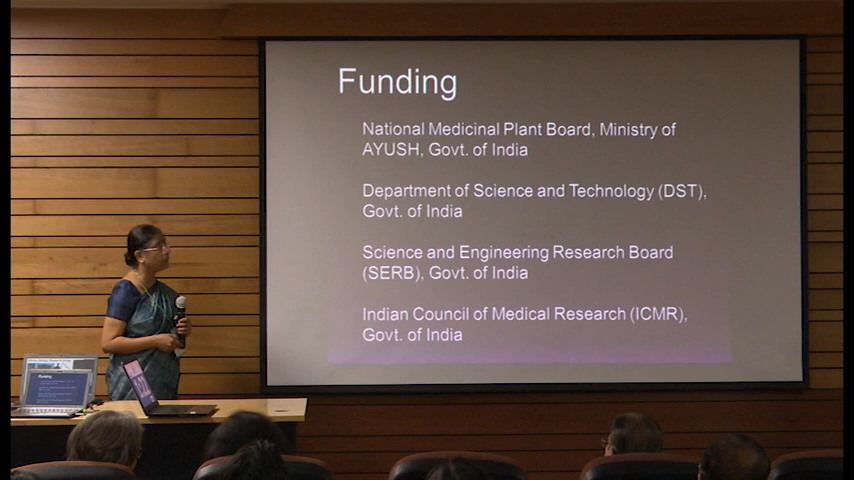 Funding
National Medicinal Plant Board, Ministry of
AYUSH, Govt. of India
Department of Science and Technology (DST),
Govt. of India
Science and Engineering Research Board
(SERB), Govt. of India
Indian Council of Medical Research (ICMR),
Govt. of India
Funding